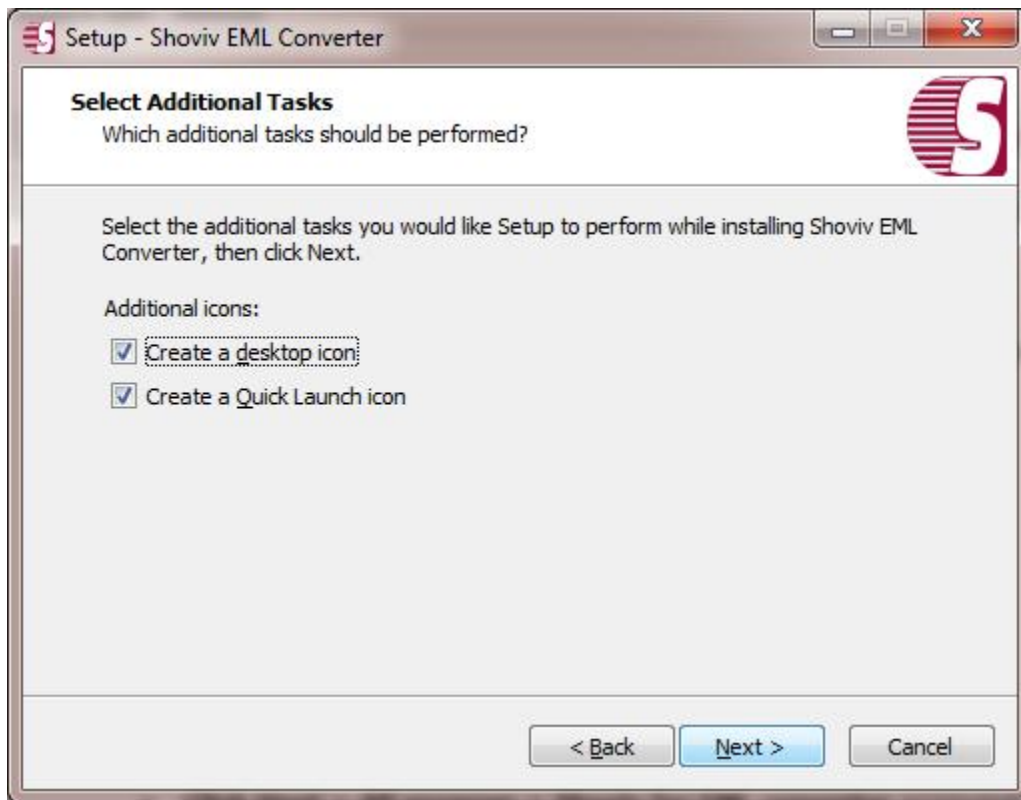 Setup - Shoviv EML Converter
Select Additional Tasks
Which additional tasks should be performed?
S
Select the additional tasks you would like Setup to perform while installing Shoviv EML
Converter, then click Next.
Additional icons:
Create a desktop icon
Create a Quick Launch icon
< Back Next > Cancel